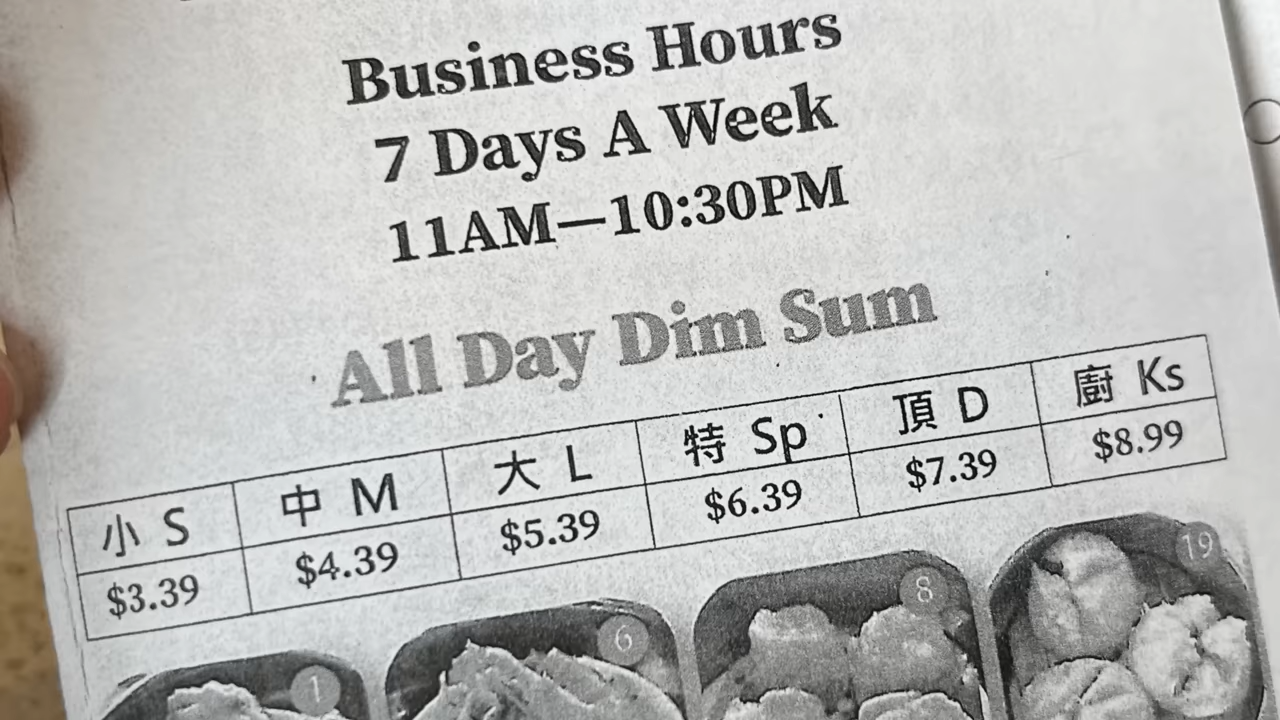 Business Hours
7 Days A Week
11AM—10:30PM
All Day Dim Sum
小 S 中 M 大 L 特 Sp 頂 D 廚 Ks
$3.39 $4.39 $5.39 $6.39 $7.39 $8.99
1 6 8 19